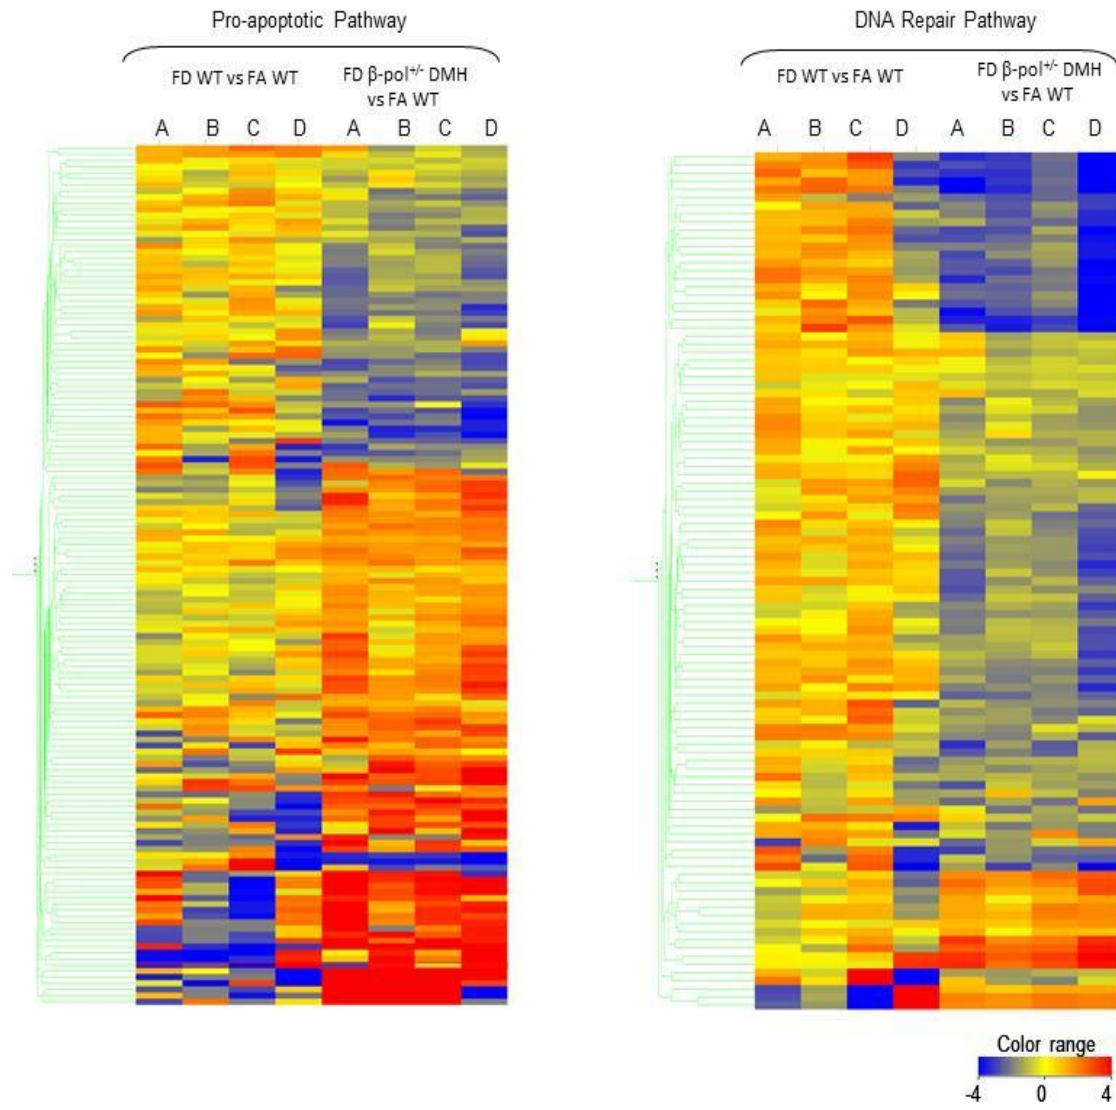 Pro-apoptotic Pathway
DNA Repair Pathway
FD WT vs FA WT
FD β-pol+/- DMH
vs FA WT
FD WT vs FA WT
FD β-pol+/- DMH
vs FA WT
A B C D A B C D
A B C D A B C D
Color range
-4 0 4